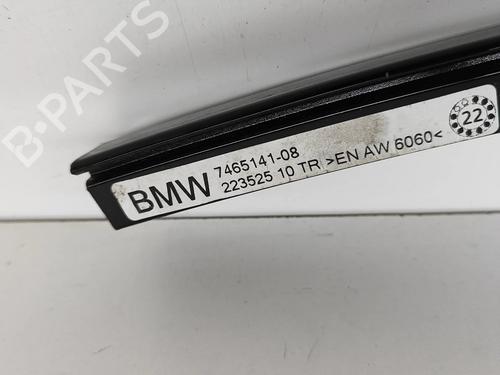 B-PARTS
BMW
7465141-08
223525 10 TR >EN AW 6060<
22